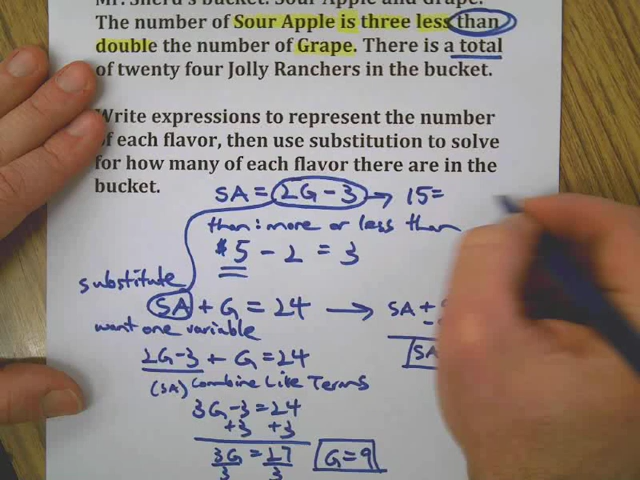 Mr. Sherd's bucket. Sour Apple and Grape.
The number of Sour Apple is three less than
double the number of Grape. There is a total
of twenty four Jolly Ranchers in the bucket.
Write expressions to represent the number
of each flavor, then use substitution to solve
for how many of each flavor there are in the
bucket.
SA = 2G - 3 → 15 =
than: more or less than
$5 - 2 = 3
substitute
SA + G = 24 → SA +
want one variable
SA
2G-3 + G = 24
(SA) Combine Like Terms
3G - 3 = 24
+3 +3
3G = 27
3 3
G = 9